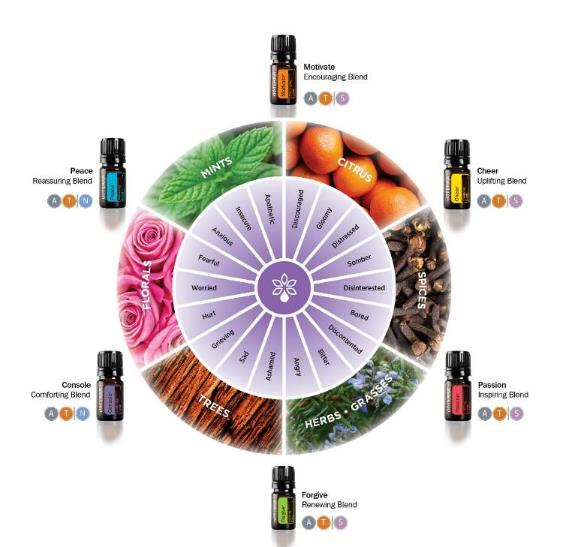 Motivate
Encouraging Blend
A T S
Peace
Reassuring Blend
A T N
Cheer
Uplifting Blend
A T S
MINTS
CITRUS
SPICES
HERBS • GRASSES
TREES
FLORALS
Apathetic
Discouraged
Gloomy
Distressed
Somber
Disinterested
Bored
Discontented
Bitter
Angry
Ashamed
Sad
Grieving
Hurt
Worried
Fearful
Anxious
Insecure
Console
Comforting Blend
A T N
Passion
Inspiring Blend
A T S
Forgive
Renewing Blend
A T S